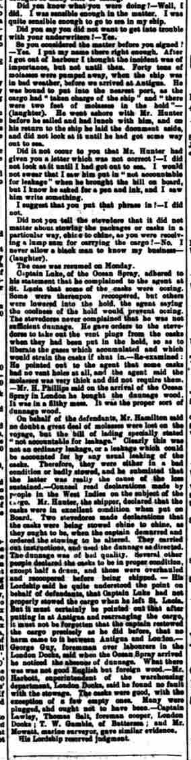 Did you know what you were doing?—Well, I
did. I was sensible enough in the matter. I was
quite sensible enough to go to sea in my ship.
Did you say you did not want to get into trouble
with your underwriters?—Yes.
So you considered the matter before you signed?
—Yes. I put my name there right enough. After
I got out of harbour I thought the incident was of
importance, but not until then. Forty tons of
molasses were pumped away, when the ship was
in bad weather, before we arrived at Antigua. He
was bound to put into the nearest port, as the
cargo had "taken charge of the ship" and "there
were two feet of molasses in the hold"—
(laughter). He went ashore with Mr. Hunter
before he sailed and had lunch with him, and on
his return to the ship he laid the document aside,
and did not look at it until he had got some way
out to sea.
Did it not occur to you that Mr. Hunter had
given you a letter which was not correct?—I did
not look at it until I had got out to sea. I would
not swear that I saw him put in "not accountable
for leakage" when he brought the bill on board,
but I know he asked for a pen and ink, and I saw
him write something.
I suggest that you put that phrase in?—I did
not.
Did not you tell the stevedore that it did not
matter about stowing the packages or casks in a
particular way, chine to chine, as you were receiv-
ing a lump sum for carrying the cargo?—No, I
never allow a black man to know my business—
(laughter).
The case was resumed on Monday.
Captain Luke, of the Ocean Spray, adhered to
his statement that he complained to the agent at
St. Lucia that some of the casks were oozing.
Some were thereupon recoopered, but others
were lowered into the hold, the agent saying
the coolness of the hold would prevent oozing.
The stevedores never complained that he was not
sufficient dunnage. He gave orders to the steve-
dores to take out the vent plugs from the casks
when they had been put in the hold, so as to
liberate the gases which accumulated and which
would strain the casks if shut in.—Re-examined:
He pointed out to the agent that some casks
had no vent holes at all, and the agent said the
molasses was very thick and did not require them.
—Mr. H. Phillips said on the arrival of the Ocean
Spray in London he bought the dunnage wood.
It was in a filthy mess. It was the proper sort of
dunnage wood.
On behalf of the defendants, Mr. Hamilton said
no doubt a great deal of molasses were lost on the
voyage, but the bill of lading specially stated
"not accountable for leakage." Clearly this was
not an ordinary leakage, or a leakage which could
be accounted for by any usual leaking of the
casks. Therefore, they were either in a bad
condition or badly stowed, and he submitted that
the latter was really the cause of the loss
sustained.—Counsel read declarations made by
people in the West Indies on the subject of the
cargo. Mr. Hunter, the shipper, declared that the
casks were in excellent condition when put on
board. Two stevedores made declarations that
the casks were being stowed chine to chine, as
they ought to be, when the captain demurred and
ordered the stowing to be altered. They carried
out instructions, and used the dunnage as directed.
The dunnage was of bad quality. Several other
people declared the casks to be in proper condition,
except half a dozen, and these were overhauled
and recoopered before being shipped. — His
Lordship said he quite understood the point on
behalf of defendants, that Captain Luke had not
properly stowed the cargo when he left St. Lucia.
But it must certainly be pointed out that after
putting in at Antigua and rearranging the cargo,
it must not be forgotten that the captain restowed
the cargo precisely as he did before, that no
harm came to it between Antigua and London.—
George Guy, foreman over labourers in the
London Docks, said when the Ocean Spray arrived
he noticed the absence of dunnage. What there
was was not good English but foreign wood.—Mr.
Harbott, superintendent of the warehousing
department, London Docks, said he found no fault
with the stowage. The casks were good, with the
exception of a few empty ones. Many were
plugged, and ought not to have been.—Captain
Lawley, Thomas Salt, foreman cooper, London
Docks; T. W. Gamble, of Battersea; and Mr.
Mowatt, marine surveyor, gave similar evidence.
His Lordship reserved judgment.